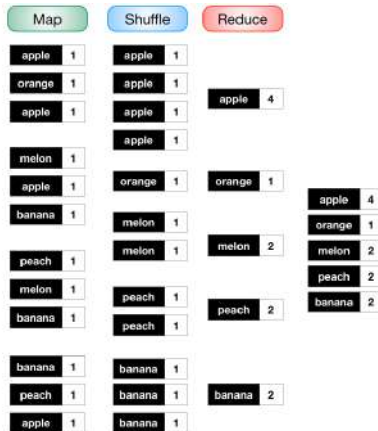 Map
Shuffle
Reduce
apple 1
orange 1
apple 1
melon 1
apple 1
banana 1
peach 1
melon 1
banana 1
banana 1
peach 1
apple 1
apple 1
apple 1
apple 1
apple 1
orange 1
melon 1
melon 1
peach 1
peach 1
banana 1
banana 1
banana 1
apple 4
orange 1
melon 2
peach 2
banana 2
apple 4
orange 1
melon 2
peach 2
banana 2